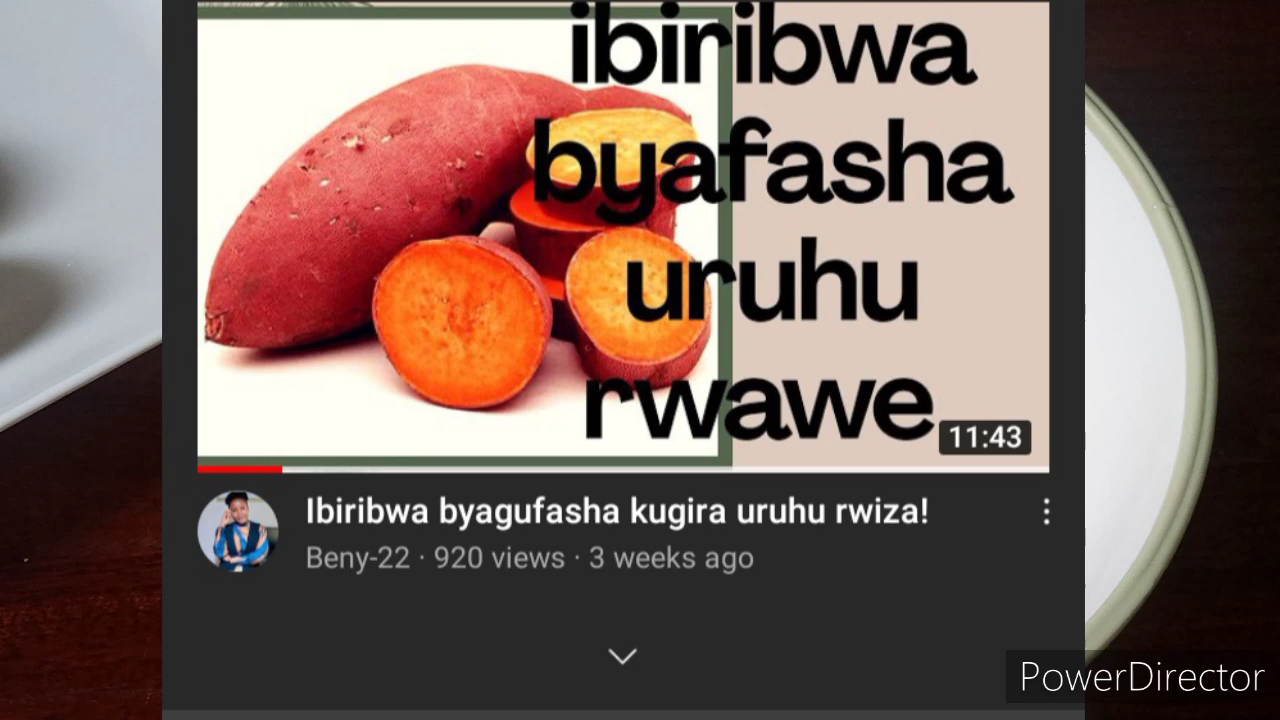 ibiribwa
byafasha
uruhu
rwawe
11:43
Ibiribwa byagufasha kugira uruhu rwiza!
Beny-22 · 920 views · 3 weeks ago
PowerDirector